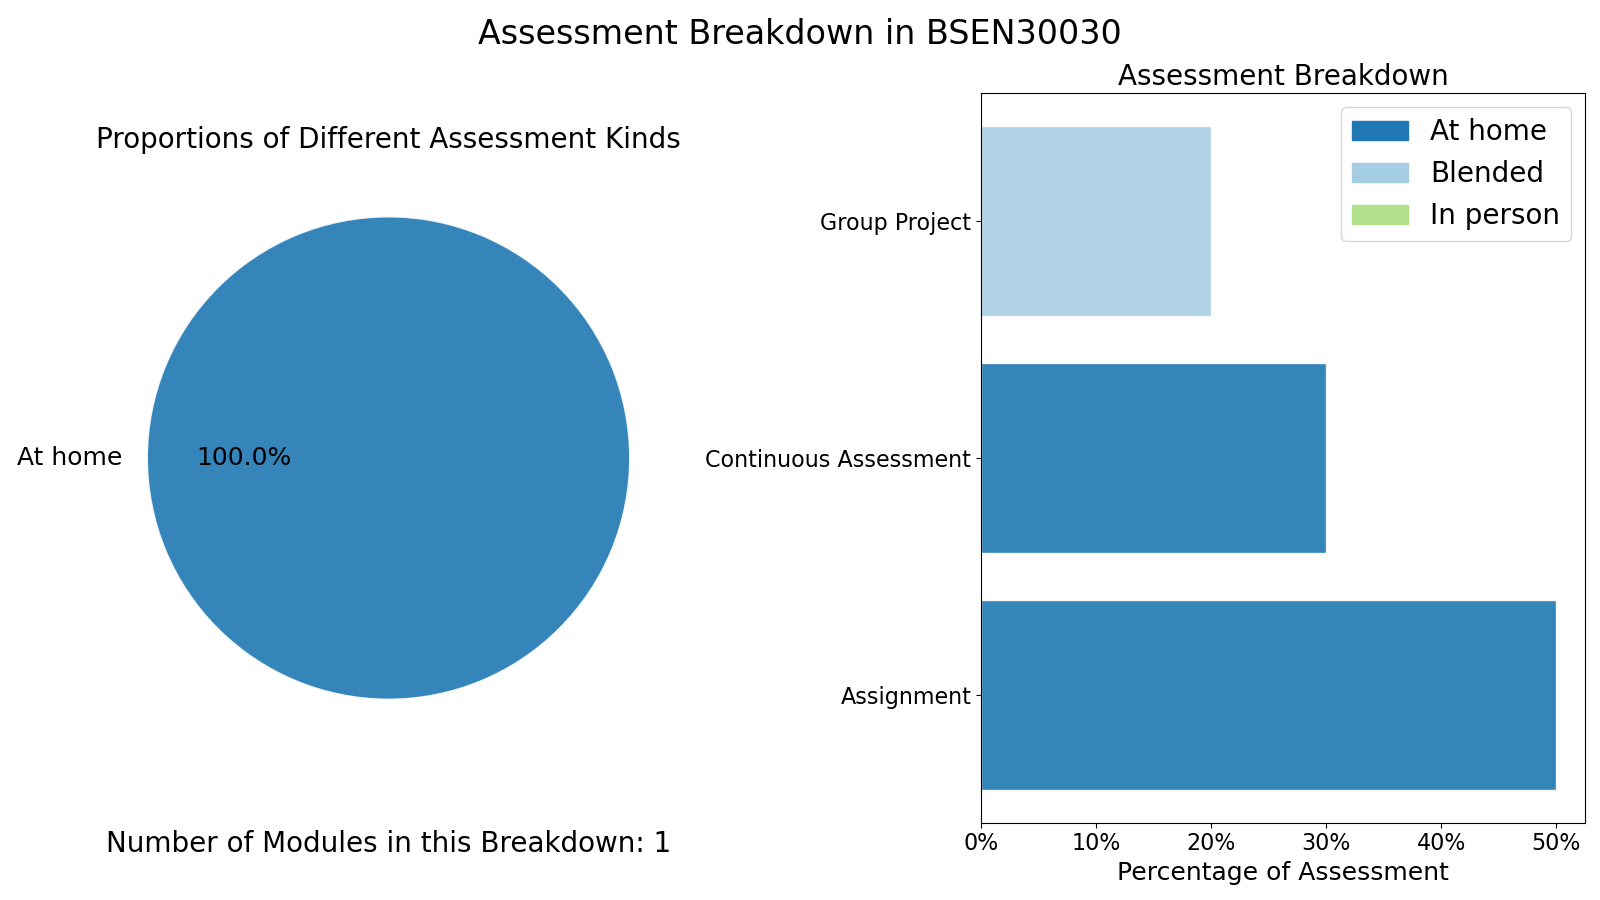 Assessment Breakdown in BSEN30030
Proportions of Different Assessment Kinds
At home
100.0%
Number of Modules in this Breakdown: 1
Assessment Breakdown
At home
Blended
In person
Group Project
Continuous Assessment
Assignment
0% 10% 20% 30% 40% 50%
Percentage of Assessment